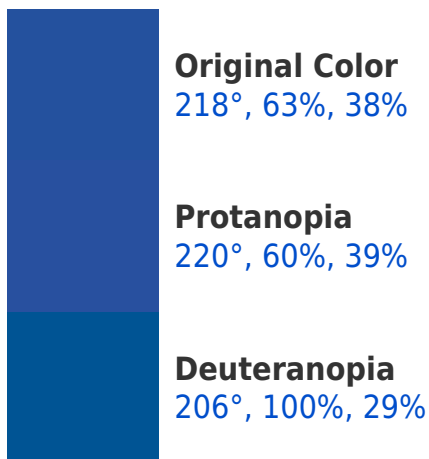 Original Color
218°, 63%, 38%
Protanopia
220°, 60%, 39%
Deuteranopia
206°, 100%, 29%